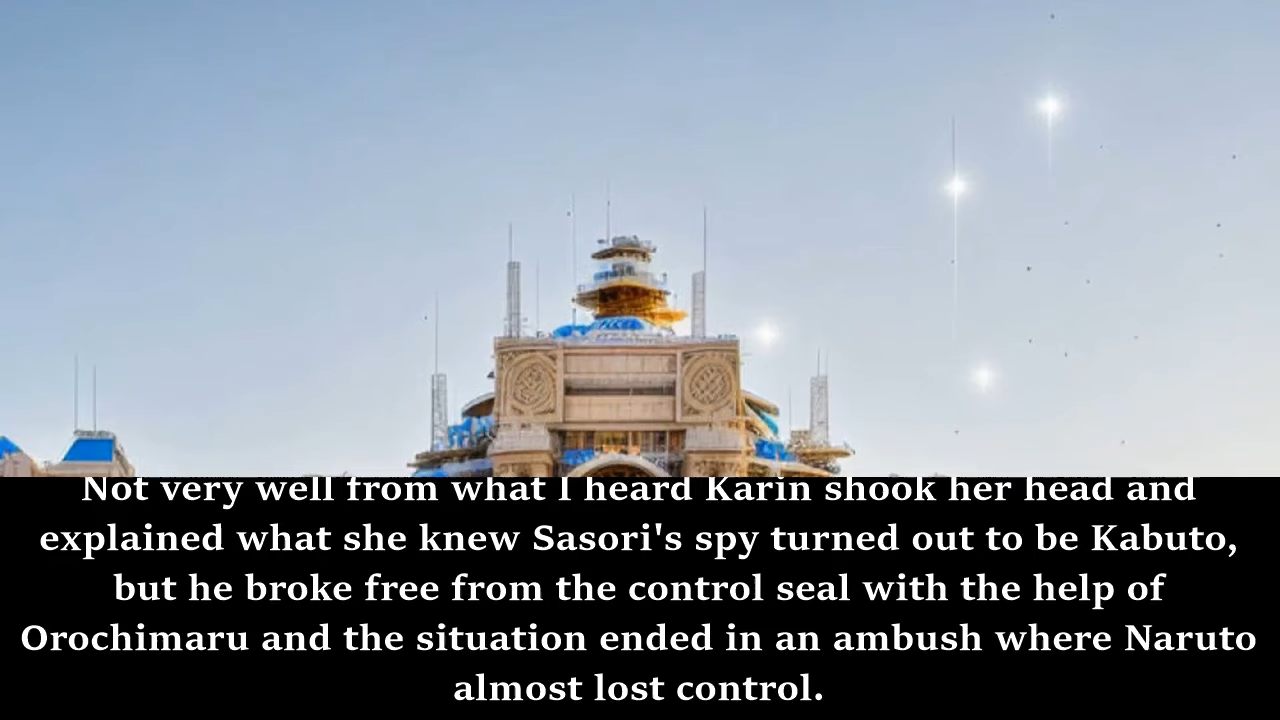 Not very well from what I heard Karin shook her head and
explained what she knew Sasori's spy turned out to be Kabuto,
but he broke free from the control seal with the help of
Orochimaru and the situation ended in an ambush where Naruto
almost lost control.